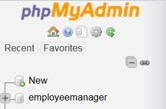 phpMyAdmin
Recent Favorites
New
employeemanager